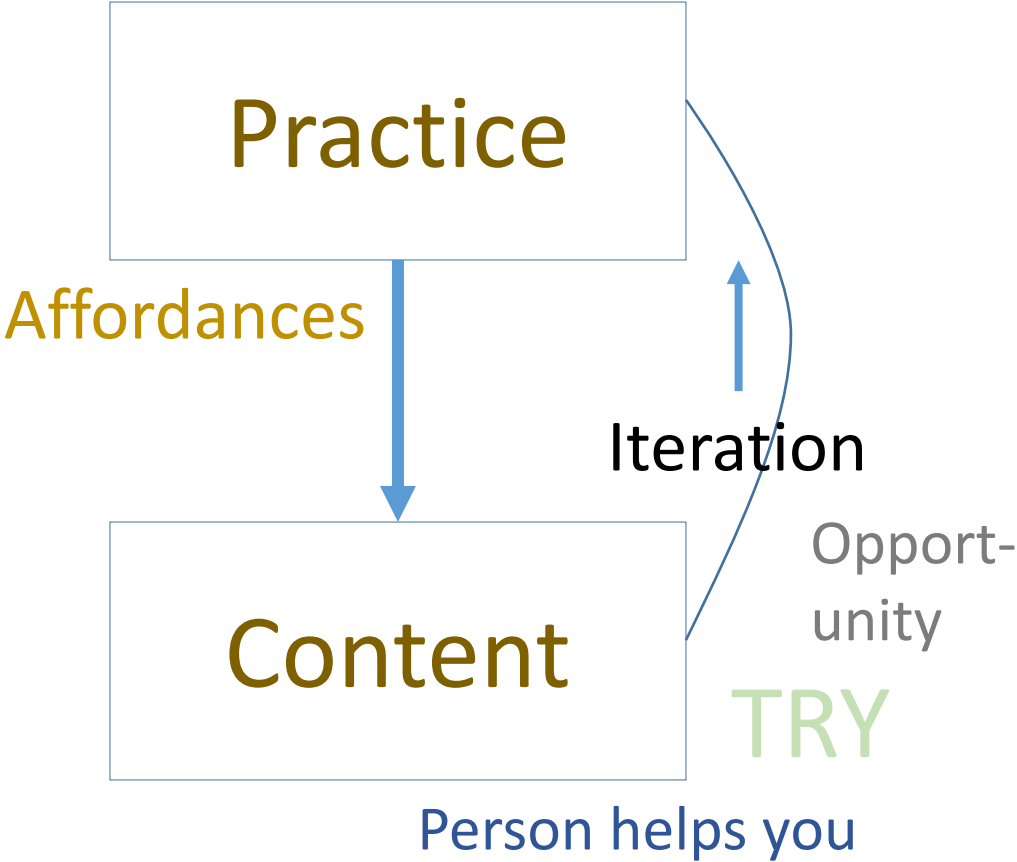 Practice
Affordances
Iteration
Opport-
unity
Content
TRY
Person helps you